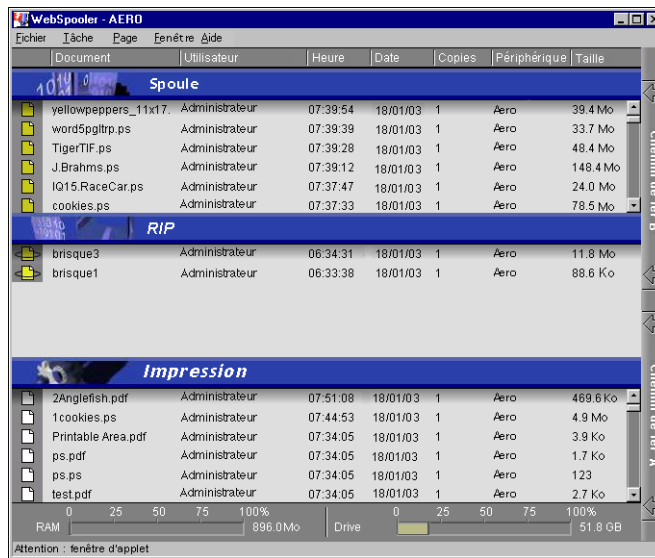 WebSpooler - AERO
Fichier Tâche Page Fenêtre Aide
Document Utilisateur Heure Date Copies Périphérique Taille
Spoule
yellowpeppers_11x17. Administrateur 07:39:54 18/01/03 1 Aero 39.4 Mo
word5pgltrp.ps Administrateur 07:39:39 18/01/03 1 Aero 33.7 Mo
TigerTIF.ps Administrateur 07:39:28 18/01/03 1 Aero 48.4 Mo
J.Brahms.ps Administrateur 07:39:12 18/01/03 1 Aero 148.4 Mo
IQ15.RaceCar.ps Administrateur 07:37:47 18/01/03 1 Aero 24.0 Mo
cookies.ps Administrateur 07:37:33 18/01/03 1 Aero 78.5 Mo
Chemin de fer B
RIP
brisque3 Administrateur 06:34:31 18/01/03 1 Aero 11.8 Mo
brisque1 Administrateur 06:33:38 18/01/03 1 Aero 88.6 Ko
Impression
2Anglefish.pdf Administrateur 07:51:08 18/01/03 1 Aero 469.6 Ko
1cookies.ps Administrateur 07:44:53 18/01/03 1 Aero 4.9 Mo
Printable Area.pdf Administrateur 07:34:05 18/01/03 1 Aero 3.9 Ko
ps.pdf Administrateur 07:34:05 18/01/03 1 Aero 1.7 Ko
ps.ps Administrateur 07:34:05 18/01/03 1 Aero 123
test.pdf Administrateur 07:34:05 18/01/03 1 Aero 2.7 Ko
Chemin de fer A
0 25 50 75 100% 0 25 50 75 100%
RAM 896.0Mo Drive 51.8 GB
Attention : fenêtre d'applet